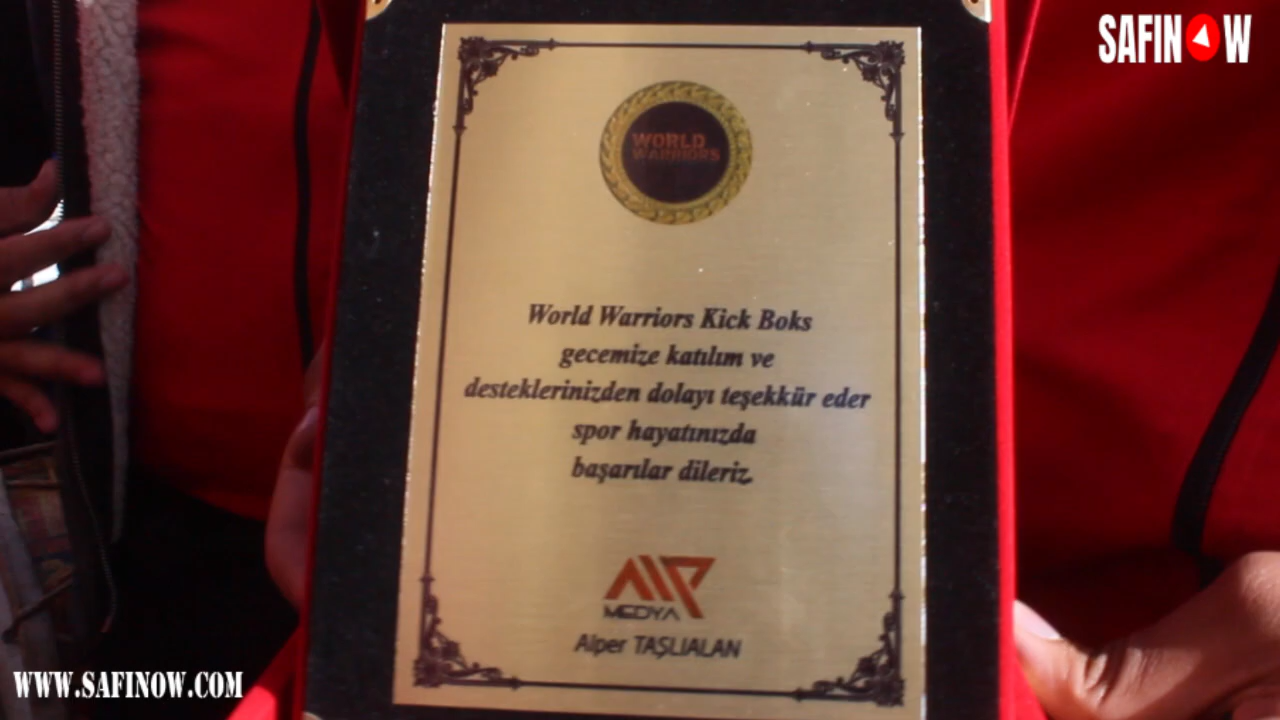 SAFINOW
WORLD
WARRIORS
World Warriors Kick Boks
gecemize katılım ve
desteklerinizden dolayı teşekkür eder
spor hayatınızda
başarılar dileriz.
ALP
MEDYA
Alper TAŞLIALAN
WWW.SAFINOW.COM